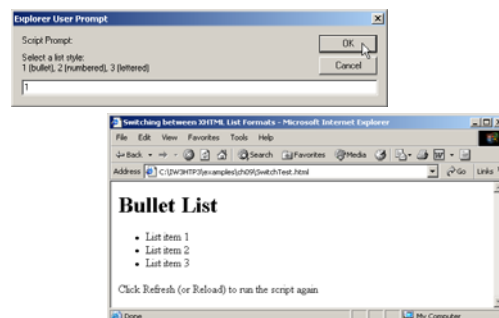 Explorer User Prompt
Script Prompt:
OK
Select a list style:
1 (bullet), 2 (numbered), 3 (lettered)
Cancel
1
Switching between XHTML List Formats - Microsoft Internet Explorer
File Edit View Favorites Tools Help
Back Search Favorites Media
Address C:\IW3HTP3\examples\ch09\SwitchTest.html Go Links
Bullet List
• List item 1
• List item 2
• List item 3
Click Refresh (or Reload) to run the script again
Done My Computer